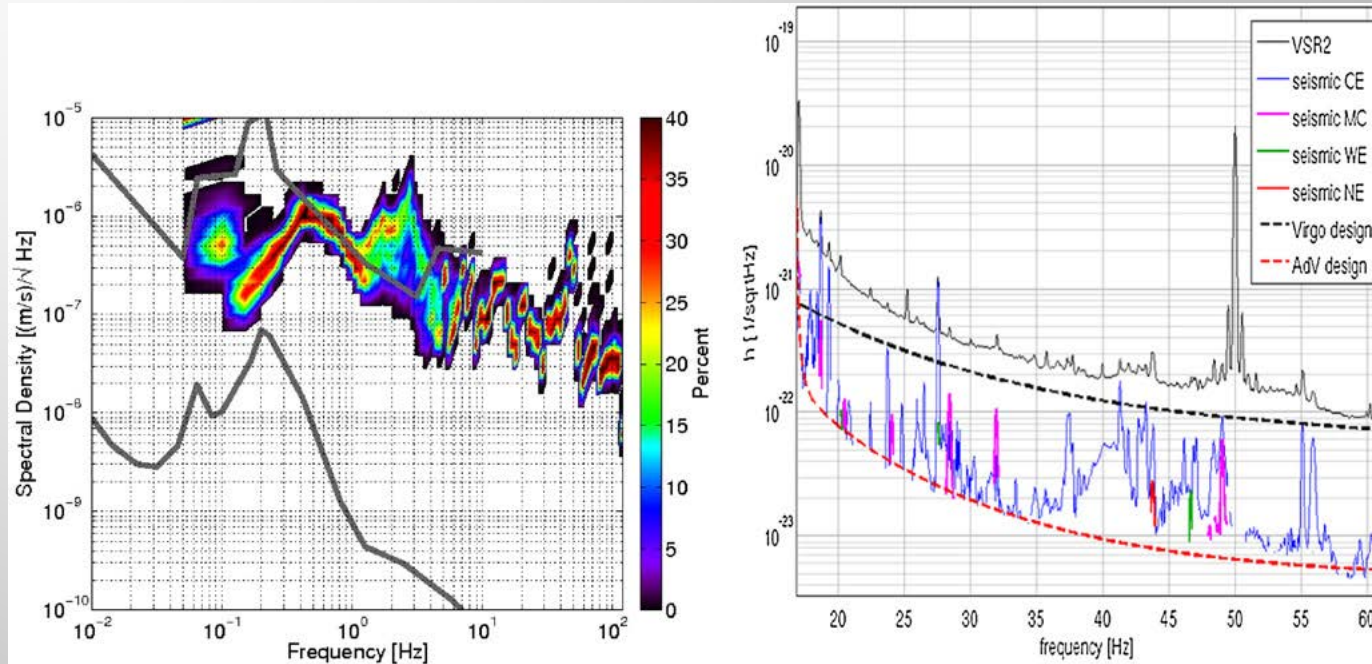 10^-5
10^-6
10^-7
10^-8
10^-9
10^-10
Spectral Density [(m/s)/√ Hz]
10^-2
10^-1
10^0
10^1
10^2
Frequency [Hz]
40
35
30
25
20
15
10
5
0
Percent
10^-19
10^-20
10^-21
10^-22
10^-23
h [ 1/sqrtHz]
20
25
30
35
40
45
50
55
60
frequency [Hz]
VSR2
seismic CE
seismic MC
seismic WE
seismic NE
Virgo design
AdV design